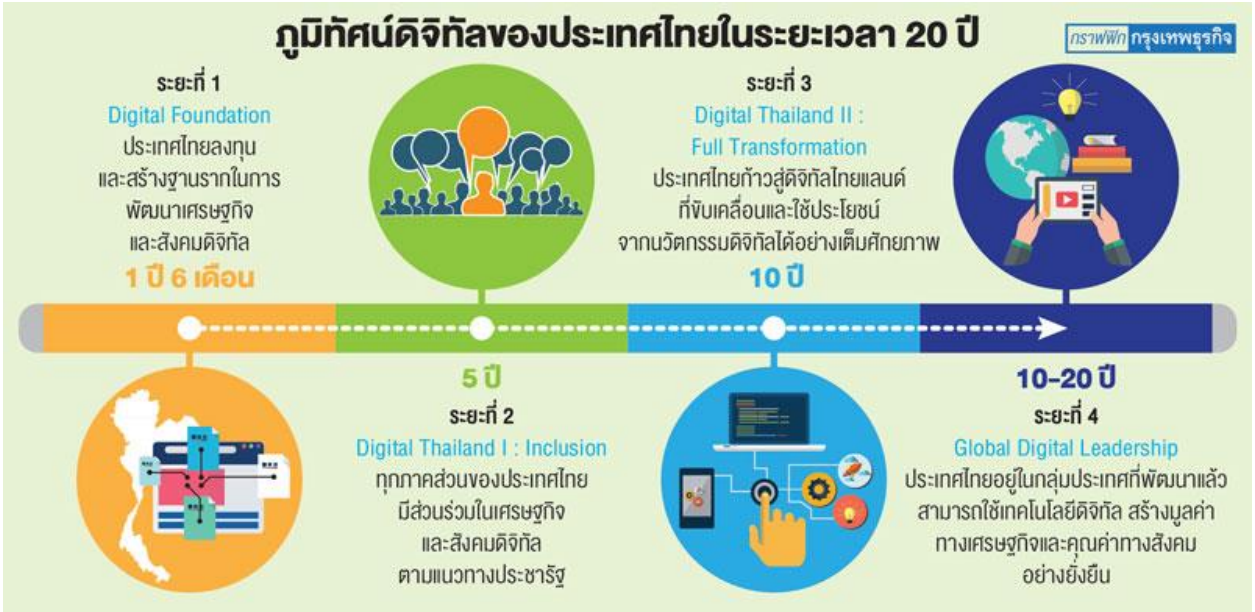 ภูมิทัศน์ดิจิทัลของประเทศไทยในระยะเวลา 20 ปี
กราฟฟิก กรุงเทพธุรกิจ
ระยะที่ 1
Digital Foundation
ประเทศไทยลงทุน
และสร้างฐานรากในการ
พัฒนาเศรษฐกิจ
และสังคมดิจิทัล
1 ปี 6 เดือน
5 ปี
ระยะที่ 2
Digital Thailand I : Inclusion
ทุกภาคส่วนของประเทศไทย
มีส่วนร่วมในเศรษฐกิจ
และสังคมดิจิทัล
ตามแนวทางประชารัฐ
ระยะที่ 3
Digital Thailand II :
Full Transformation
ประเทศไทยก้าวสู่ดิจิทัลไทยแลนด์
ที่ขับเคลื่อนและใช้ประโยชน์
จากนวัตกรรมดิจิทัลได้อย่างเต็มศักยภาพ
10 ปี
10-20 ปี
ระยะที่ 4
Global Digital Leadership
ประเทศไทยอยู่ในกลุ่มประเทศที่พัฒนาแล้ว
สามารถใช้เทคโนโลยีดิจิทัล สร้างมูลค่า
ทางเศรษฐกิจและคุณค่าทางสังคม
อย่างยั่งยืน